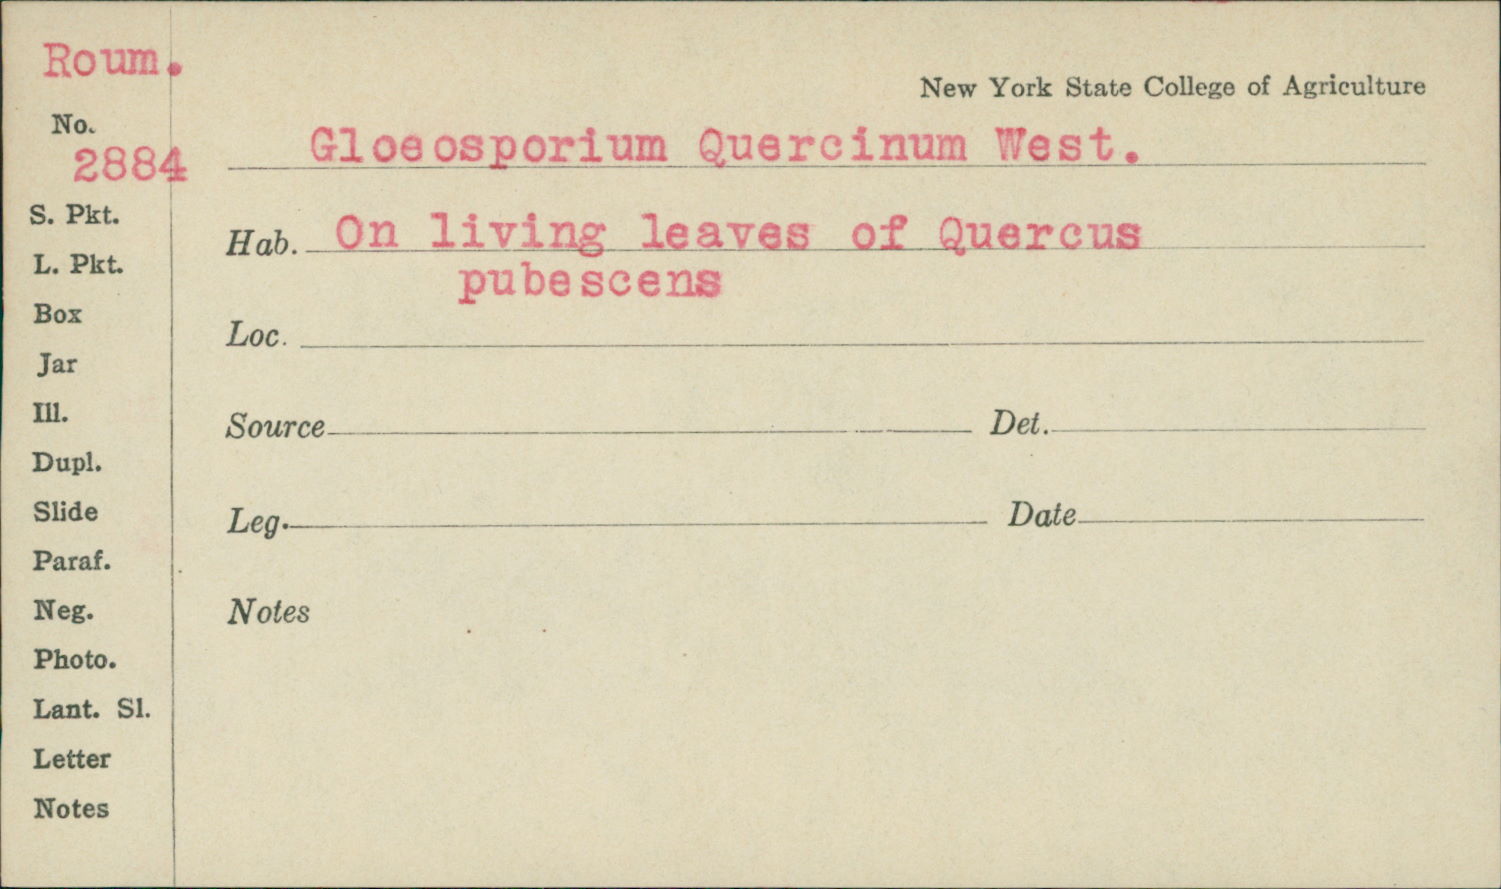 Roum.
New York State College of Agriculture
No.
2884
Gloeosporium Quercinum West.
S. Pkt.
Hab. On living leaves of Quercus
pubescens
L. Pkt.
Box
Loc.
Jar
Ill.
Source Det.
Dupl.
Slide
Leg. Date
Paraf.
Neg.
Notes
Photo.
Lant. Sl.
Letter
Notes